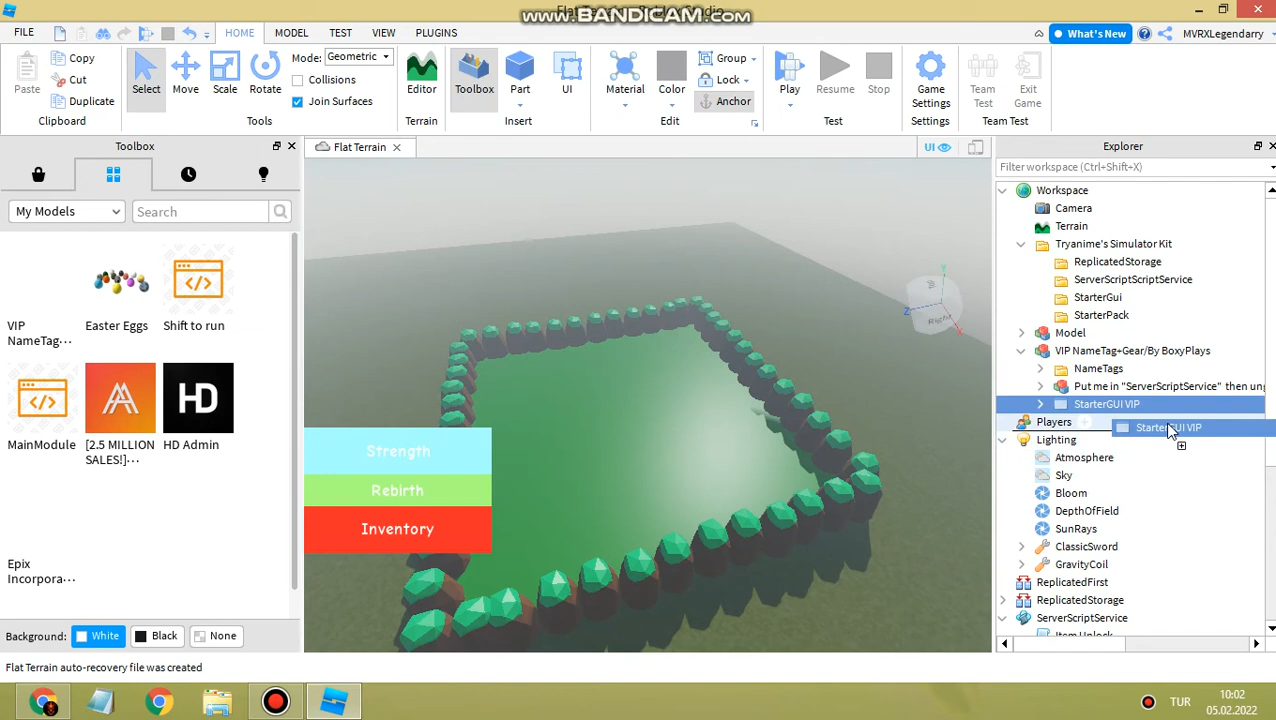 www.BANDICAM.com
FILE
HOME
MODEL
TEST
VIEW
PLUGINS
What's New
MVRXLegendarry
Paste
Copy
Cut
Duplicate
Clipboard
Select
Move
Scale
Rotate
Mode: Geometric
Collisions
Join Surfaces
Tools
Editor
Terrain
Toolbox
Part
UI
Insert
Material
Color
Group
Lock
Anchor
Edit
Play
Resume
Stop
Test
Game Settings
Settings
Team Test
Exit Game
Team Test
Toolbox
My Models
Search
VIP NameTag...
Easter Eggs
Shift to run
MainModule
[2.5 MILLION SALES!]...
HD
HD Admin
Epix Incorpora...
Background:
White
Black
None
Flat Terrain auto-recovery file was created
Flat Terrain
UI
Strength
Rebirth
Inventory
Right
Explorer
Filter workspace (Ctrl+Shift+X)
Workspace
Camera
Terrain
Tryanime's Simulator Kit
ReplicatedStorage
ServerScriptScriptService
StarterGui
StarterPack
Model
VIP NameTag+Gear/By BoxyPlays
NameTags
Put me in "ServerScriptService" then ung
StarterGUI VIP
Players
StarterGUI VIP
Lighting
Atmosphere
Sky
Bloom
DepthOfField
SunRays
ClassicSword
GravityCoil
ReplicatedFirst
ReplicatedStorage
ServerScriptService
Item Unlock
TUR
10:02
05.02.2022